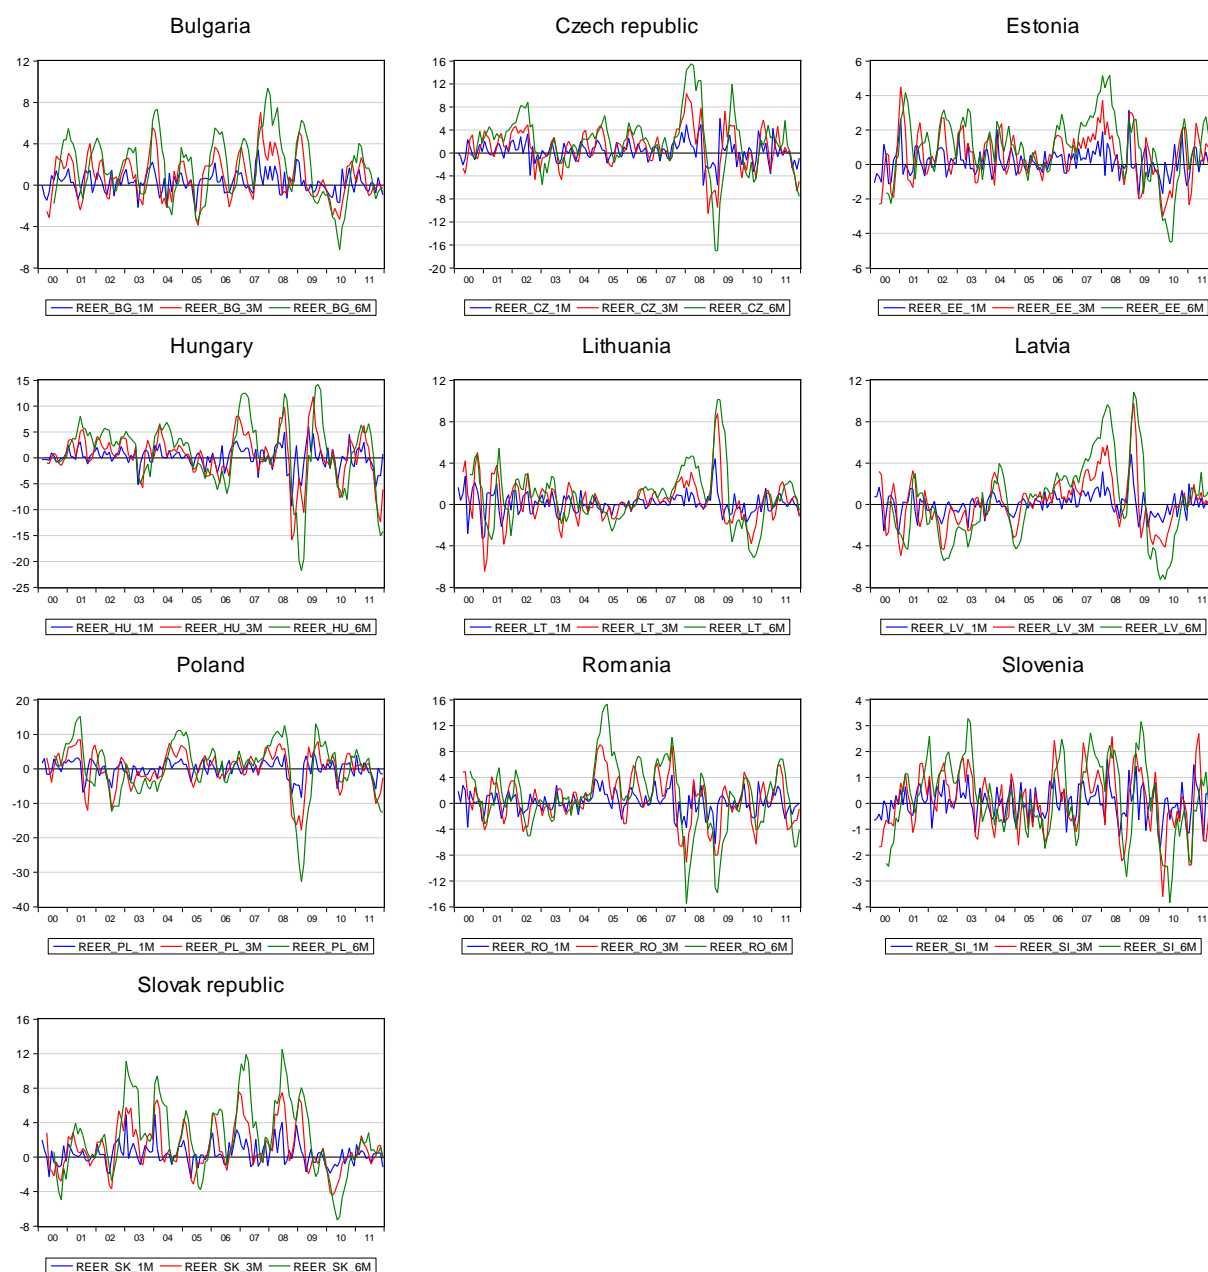 Bulgaria Czech republic Estonia
12 16 6
8 12 4
4 8 2
0 4 0
-4 0 -2
-8 -4 -4
-8 -6
-12
-16
-20
00 01 02 03 04 05 06 07 08 09 10 11 00 01 02 03 04 05 06 07 08 09 10 11 00 01 02 03 04 05 06 07 08 09 10 11
REER_BG_1M REER_BG_3M REER_BG_6M REER_CZ_1M REER_CZ_3M REER_CZ_6M REER_EE_1M REER_EE_3M REER_EE_6M
Hungary Lithuania Latvia
15 12 12
10 8 8
5 4 4
0 0 0
-5 -4 -4
-10 -8 -8
-15
-20
-25
00 01 02 03 04 05 06 07 08 09 10 11 00 01 02 03 04 05 06 07 08 09 10 11 00 01 02 03 04 05 06 07 08 09 10 11
REER_HU_1M REER_HU_3M REER_HU_6M REER_LT_1M REER_LT_3M REER_LT_6M REER_LV_1M REER_LV_3M REER_LV_6M
Poland Romania Slovenia
20 16 4
10 12 3
0 8 2
-10 4 1
-20 0 0
-30 -4 -1
-40 -8 -2
-12 -3
-16 -4
00 01 02 03 04 05 06 07 08 09 10 11 00 01 02 03 04 05 06 07 08 09 10 11 00 01 02 03 04 05 06 07 08 09 10 11
REER_PL_1M REER_PL_3M REER_PL_6M REER_RO_1M REER_RO_3M REER_RO_6M REER_SI_1M REER_SI_3M REER_SI_6M
Slovak republic
16
12
8
4
0
-4
-8
00 01 02 03 04 05 06 07 08 09 10 11
REER_SK_1M REER_SK_3M REER_SK_6M